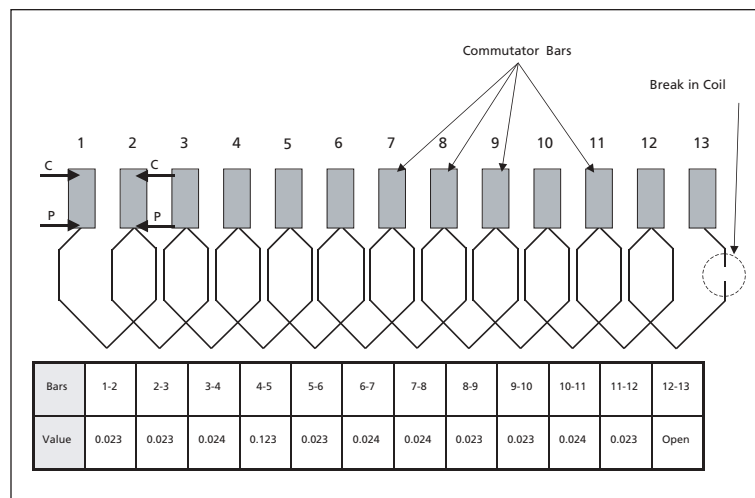 Commutator Bars
Break in Coil
1 2 3 4 5 6 7 8 9 10 11 12 13
C C
P P
Bars 1-2 2-3 3-4 4-5 5-6 6-7 7-8 8-9 9-10 10-11 11-12 12-13
Value 0.023 0.023 0.024 0.123 0.023 0.024 0.024 0.023 0.023 0.024 0.023 Open